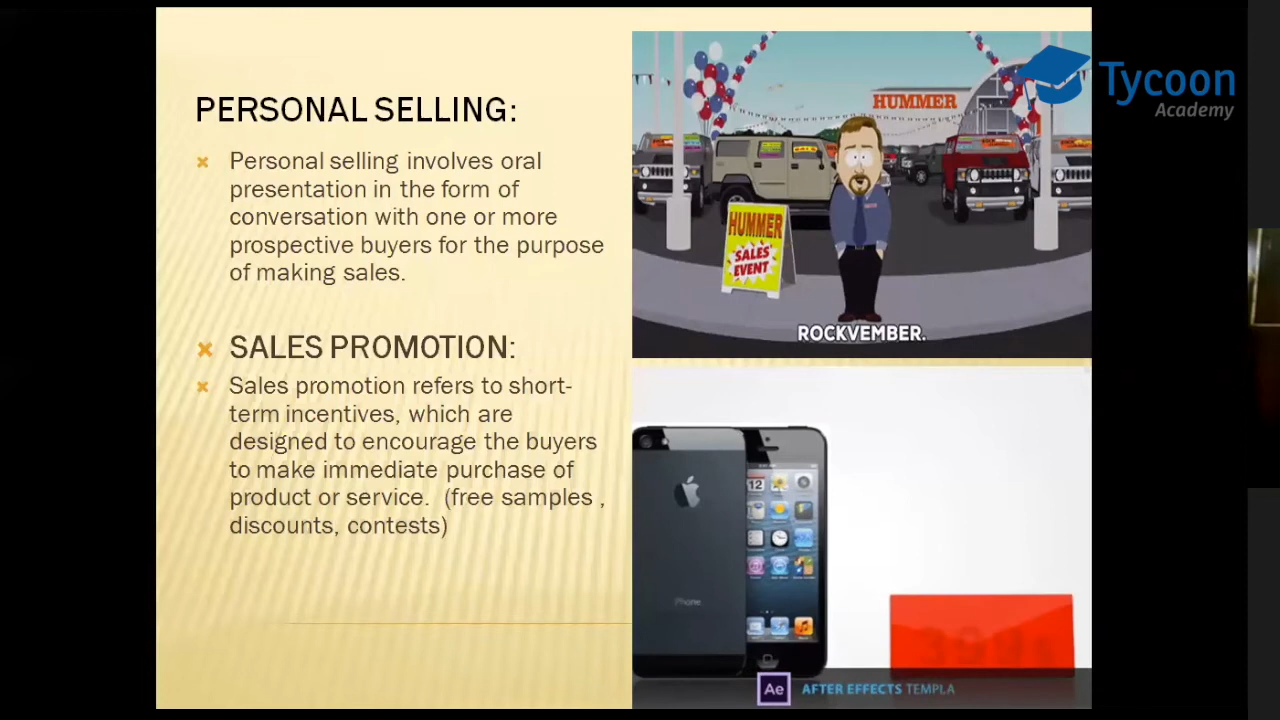 PERSONAL SELLING:
Personal selling involves oral
presentation in the form of
conversation with one or more
prospective buyers for the purpose
of making sales.
SALES PROMOTION:
Sales promotion refers to short-
term incentives, which are
designed to encourage the buyers
to make immediate purchase of
product or service. (free samples ,
discounts, contests)
HUMMER
HUMMER
SALES
EVENT
ROCKVEMBER.
Tycoon
Academy
iPhone
12
Ae AFTER EFFECTS TEMPLA